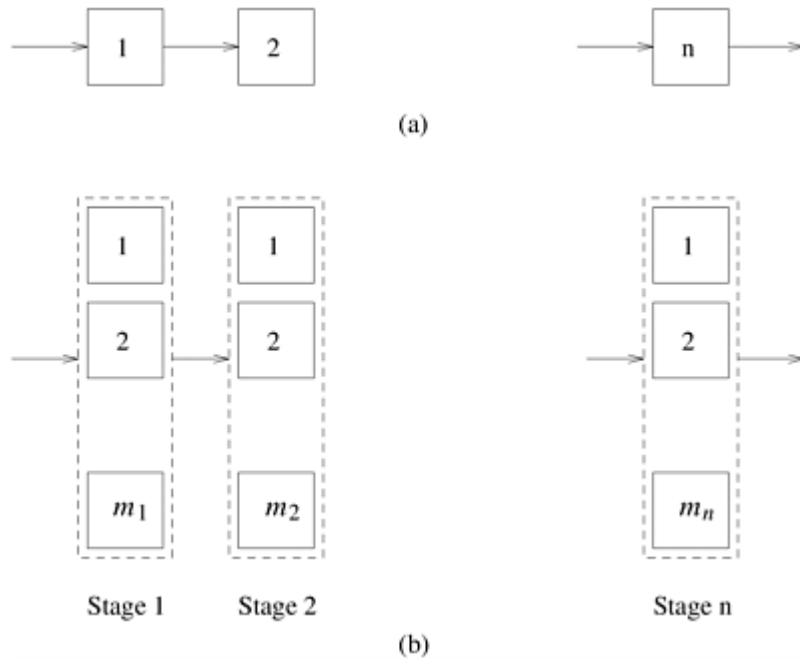 1 2 n
(a)
1 1 1
2 2 2
m₁ m₂ mₙ
Stage 1 Stage 2 Stage n
(b)